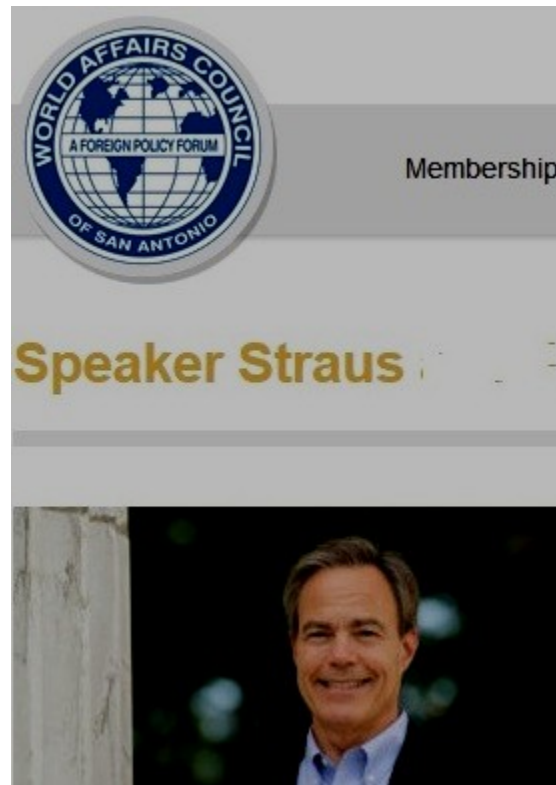 WORLD AFFAIRS COUNCIL
A FOREIGN POLICY FORUM
OF SAN ANTONIO
Membership
Speaker Straus